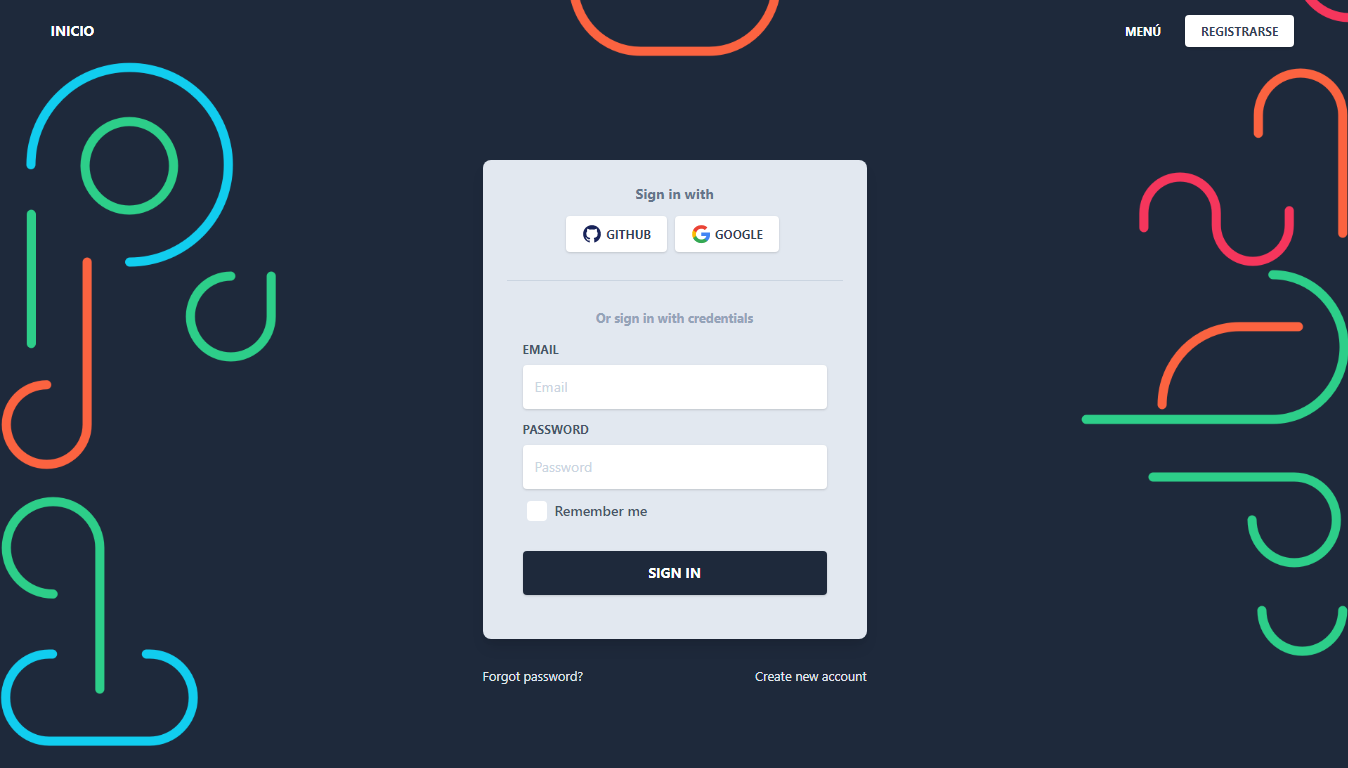 INICIO
MENÚ
REGISTRARSE
Sign in with
GITHUB
GOOGLE
Or sign in with credentials
EMAIL
Email
PASSWORD
Password
Remember me
SIGN IN
Forgot password?
Create new account